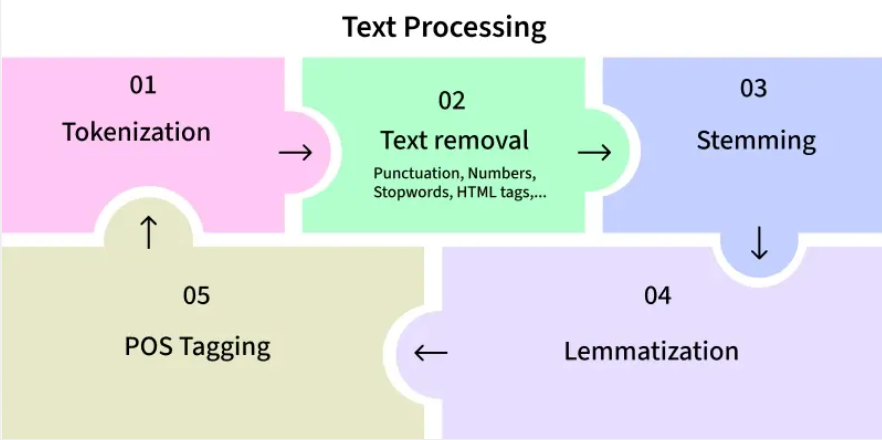 Text Processing
01
Tokenization
02
Text removal
Punctuation, Numbers,
Stopwords, HTML tags,...
03
Stemming
04
Lemmatization
05
POS Tagging